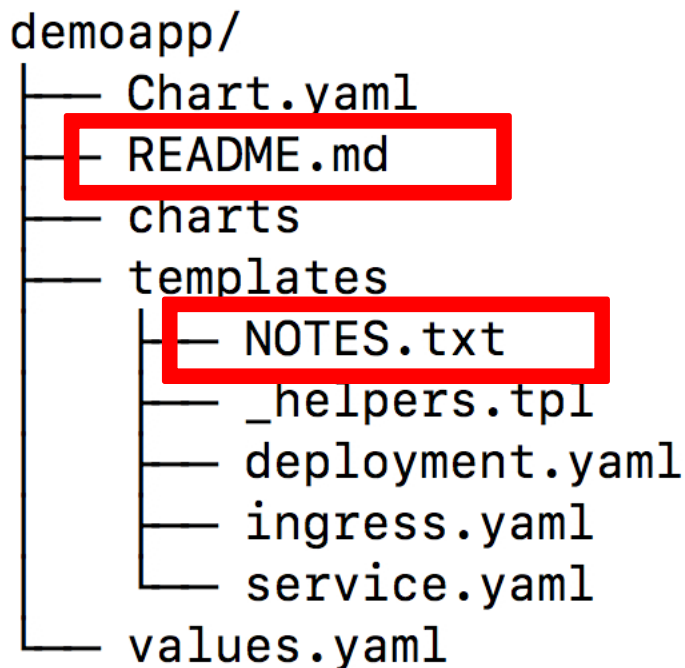 demoapp/
├── Chart.yaml
├── README.md
├── charts
├── templates
│   ├── NOTES.txt
│   ├── _helpers.tpl
│   ├── deployment.yaml
│   ├── ingress.yaml
│   └── service.yaml
└── values.yaml